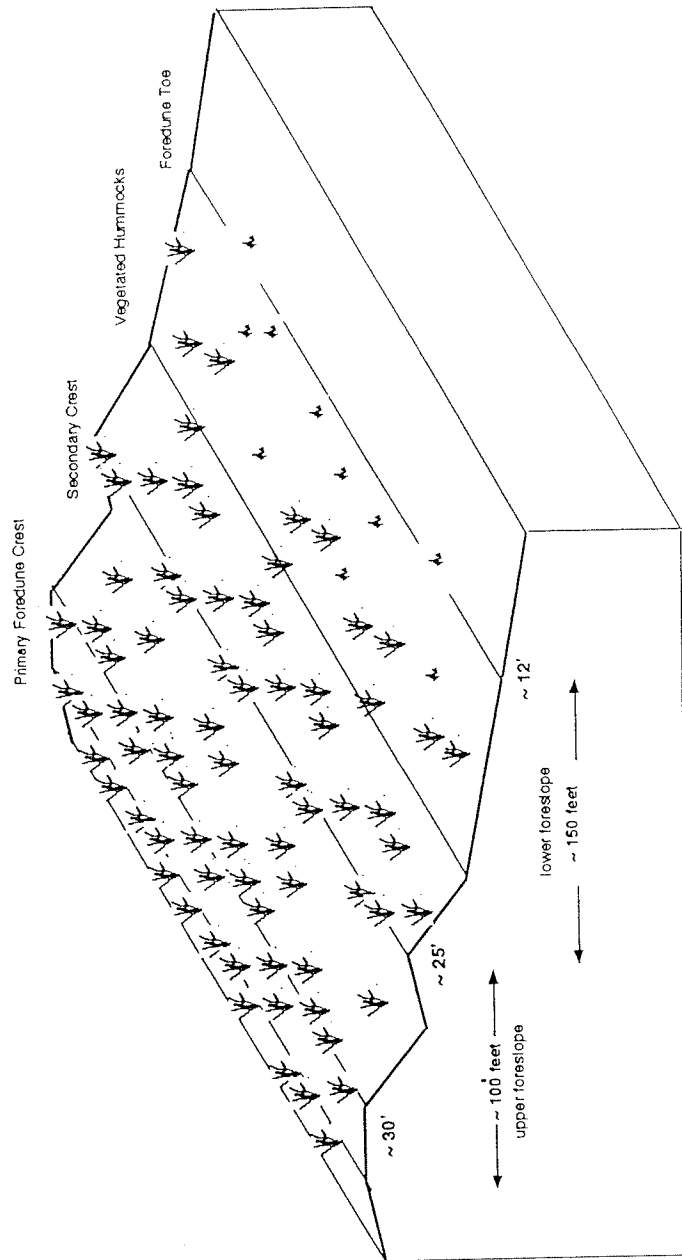 Primary Foredune Crest
Secondary Crest
Vegetated Hummocks
Foredune Toe
~ 30'
~ 25'
~ 12'
~ 100 feet
upper foreslope
lower foreslope
~ 150 feet